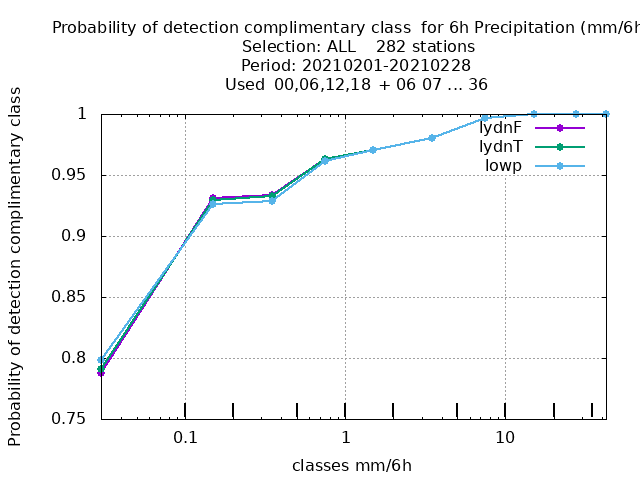 Probability of detection complimentary class  for 6h Precipitation (mm/6h
Selection: ALL    282 stations
Period: 20210201-20210228
Used  00,06,12,18  + 06 07 ... 36
Probability of detection complimentary class
1
0.95
0.9
0.85
0.8
0.75
lydnF
lydnT
lowp
0.1
1
10
classes mm/6h